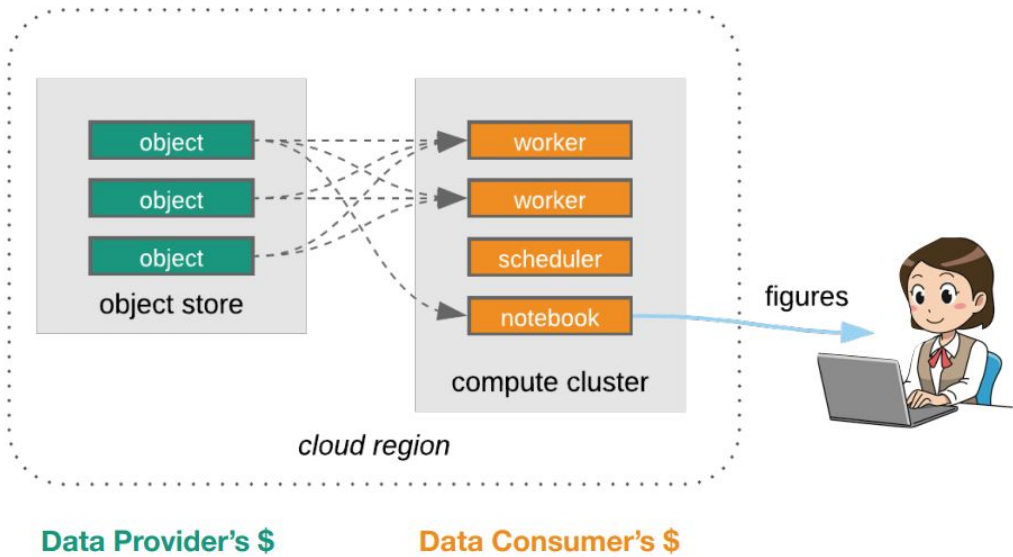 object
object
object
object store
worker
worker
scheduler
notebook
compute cluster
figures
cloud region
Data Provider’s $
Data Consumer’s $